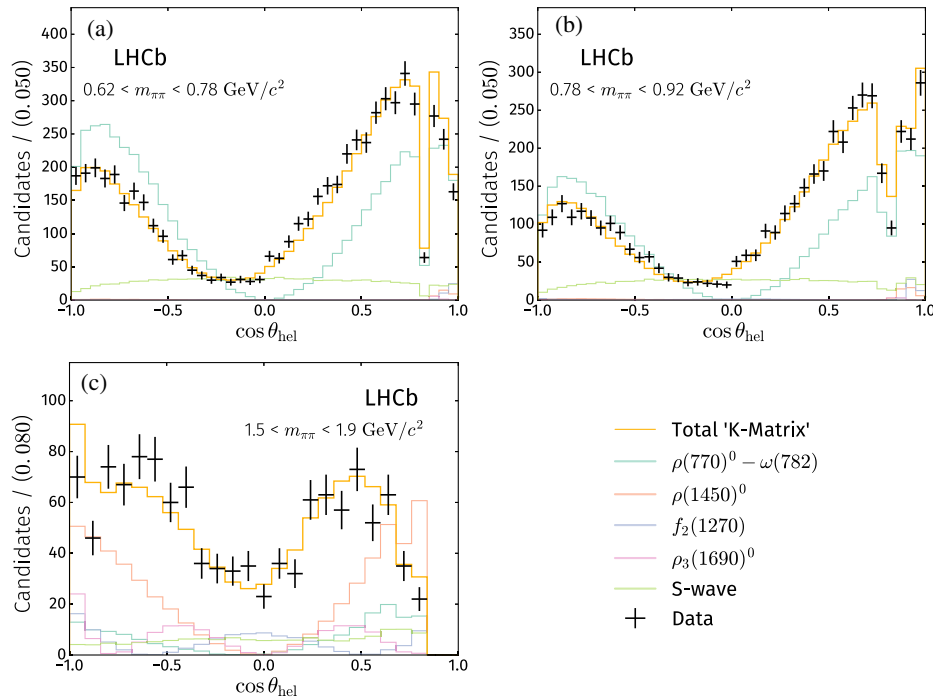 (a)
LHCb
0.62 < m_ππ < 0.78 GeV/c²
Candidates / (0.050)
400
350
300
250
200
150
100
50
0
−1.0
−0.5
0.0
0.5
1.0
cos θ_hel
(b)
LHCb
0.78 < m_ππ < 0.92 GeV/c²
Candidates / (0.050)
350
300
250
200
150
100
50
0
−1.0
−0.5
0.0
0.5
1.0
cos θ_hel
(c)
LHCb
1.5 < m_ππ < 1.9 GeV/c²
Candidates / (0.080)
100
80
60
40
20
0
−1.0
−0.5
0.0
0.5
1.0
cos θ_hel
Total 'K-Matrix'
ρ(770)⁰ − ω(782)
ρ(1450)⁰
f₂(1270)
ρ₃(1690)⁰
S-wave
Data